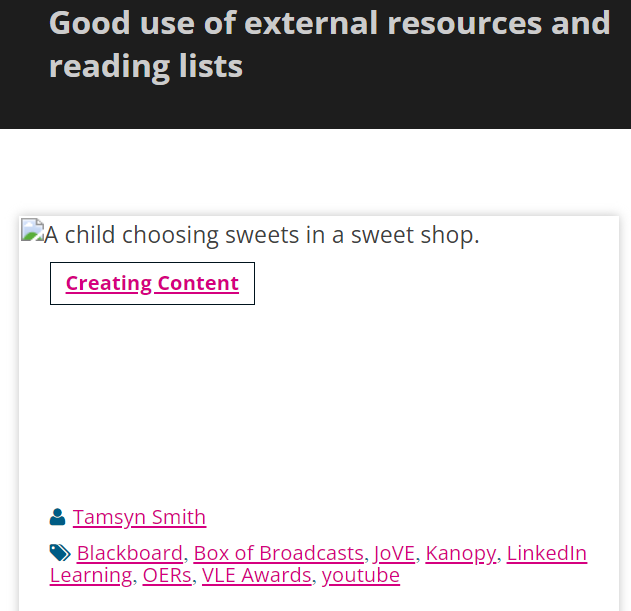 Good use of external resources and
reading lists
A child choosing sweets in a sweet shop.
Creating Content
Tamsyn Smith
Blackboard, Box of Broadcasts, JoVE, Kanopy, LinkedIn
Learning, OERs, VLE Awards, youtube